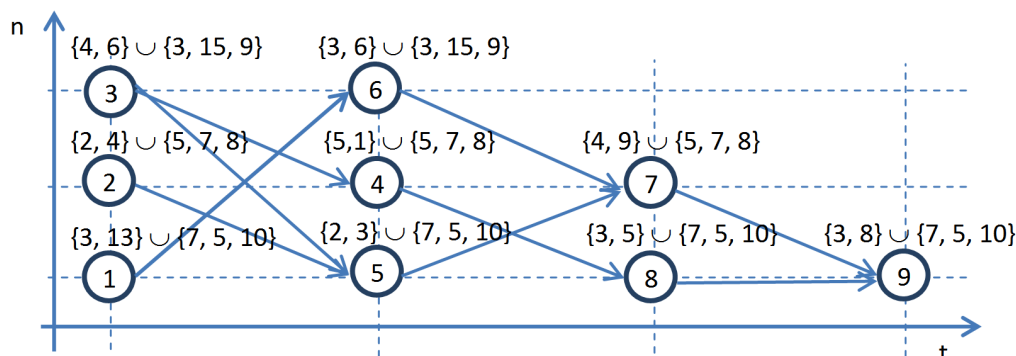 n
{4, 6} ∪ {3, 15, 9} {3, 6} ∪ {3, 15, 9}
3 6
{2, 4} ∪ {5, 7, 8} {5,1} ∪ {5, 7, 8} {4, 9} ∪ {5, 7, 8}
2 4 7
{3, 13} ∪ {7, 5, 10} {2, 3} ∪ {7, 5, 10} {3, 5} ∪ {7, 5, 10} {3, 8} ∪ {7, 5, 10}
1 5 8 9
t